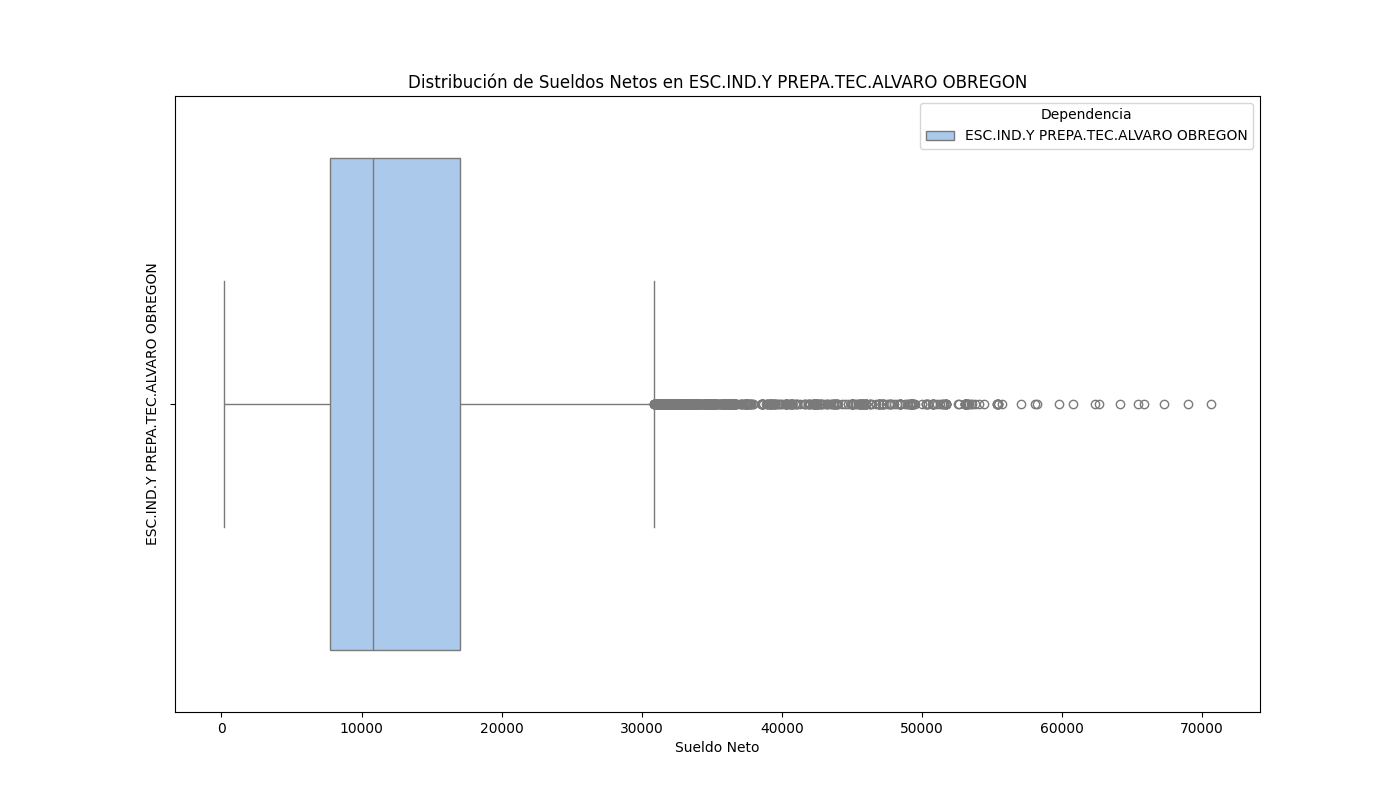 Distribución de Sueldos Netos en ESC.IND.Y PREPA.TEC.ALVARO OBREGON
Dependencia
ESC.IND.Y PREPA.TEC.ALVARO OBREGON
ESC.IND.Y PREPA.TEC.ALVARO OBREGON
0 10000 20000 30000 40000 50000 60000 70000
Sueldo Neto